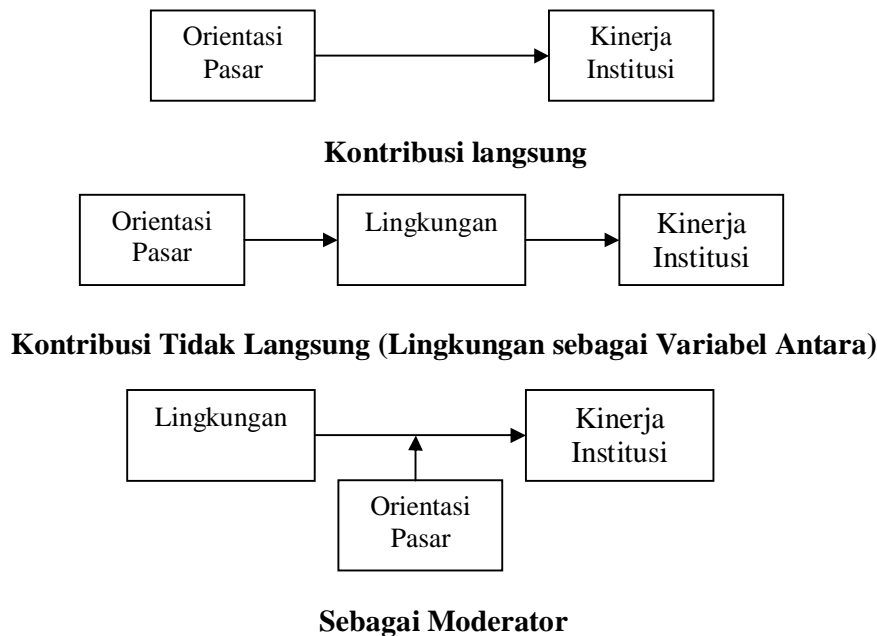 Orientasi
Pasar
Kinerja
Institusi
Kontribusi langsung
Orientasi
Pasar
Lingkungan
Kinerja
Institusi
Kontribusi Tidak Langsung (Lingkungan sebagai Variabel Antara)
Lingkungan
Kinerja
Institusi
Orientasi
Pasar
Sebagai Moderator